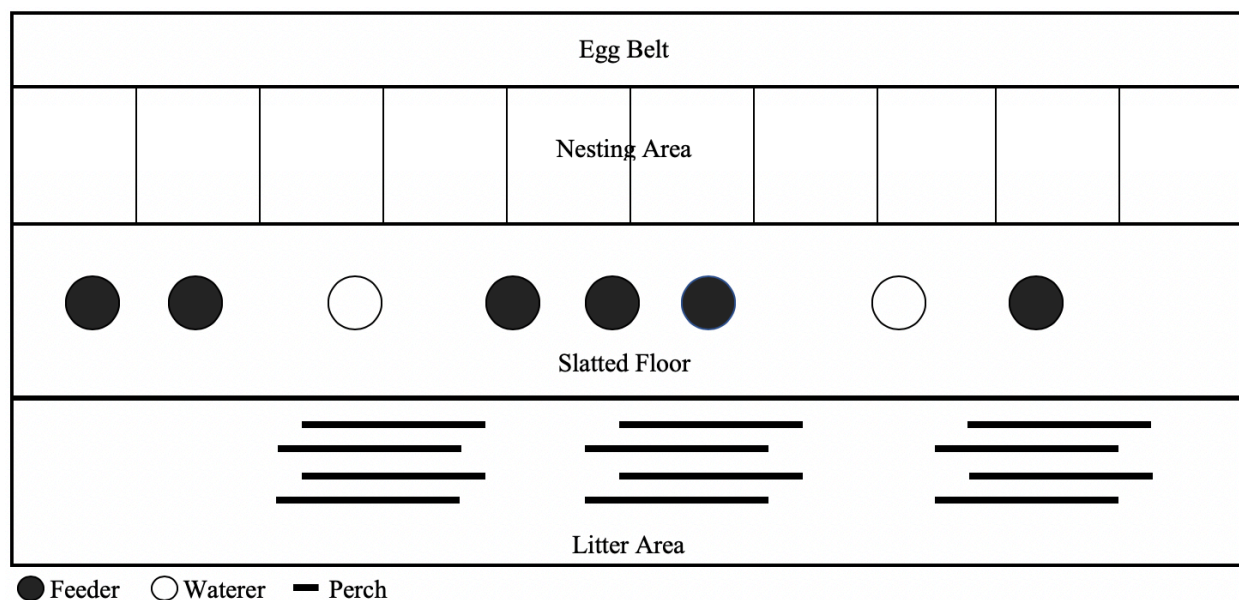 Egg Belt
Nesting Area
Slatted Floor
Litter Area
Feeder Waterer Perch